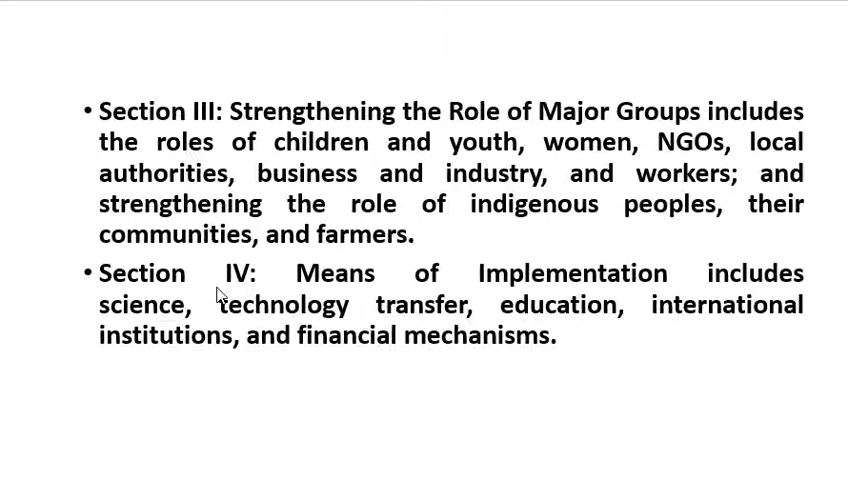 • Section III: Strengthening the Role of Major Groups includes
the roles of children and youth, women, NGOs, local
authorities, business and industry, and workers; and
strengthening the role of indigenous peoples, their
communities, and farmers.
• Section IV: Means of Implementation includes
science, technology transfer, education, international
institutions, and financial mechanisms.